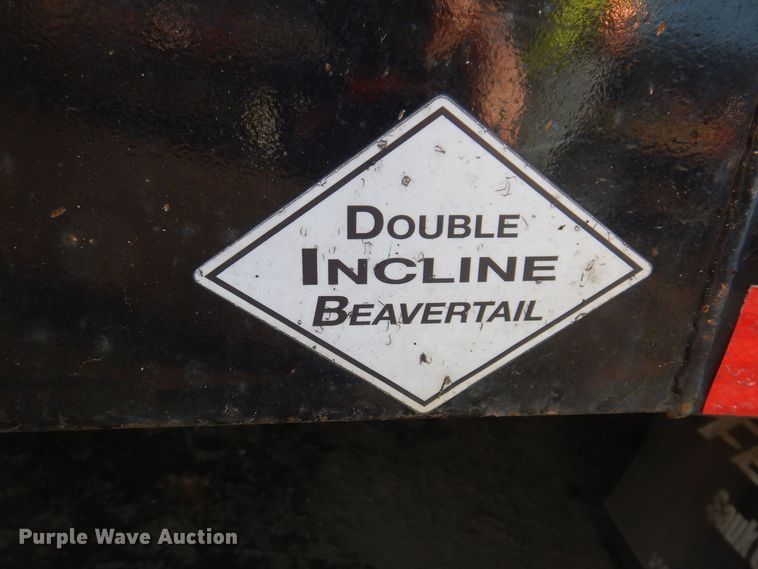 DOUBLE
INCLINE
BEAVERTAIL
Purple Wave Auction